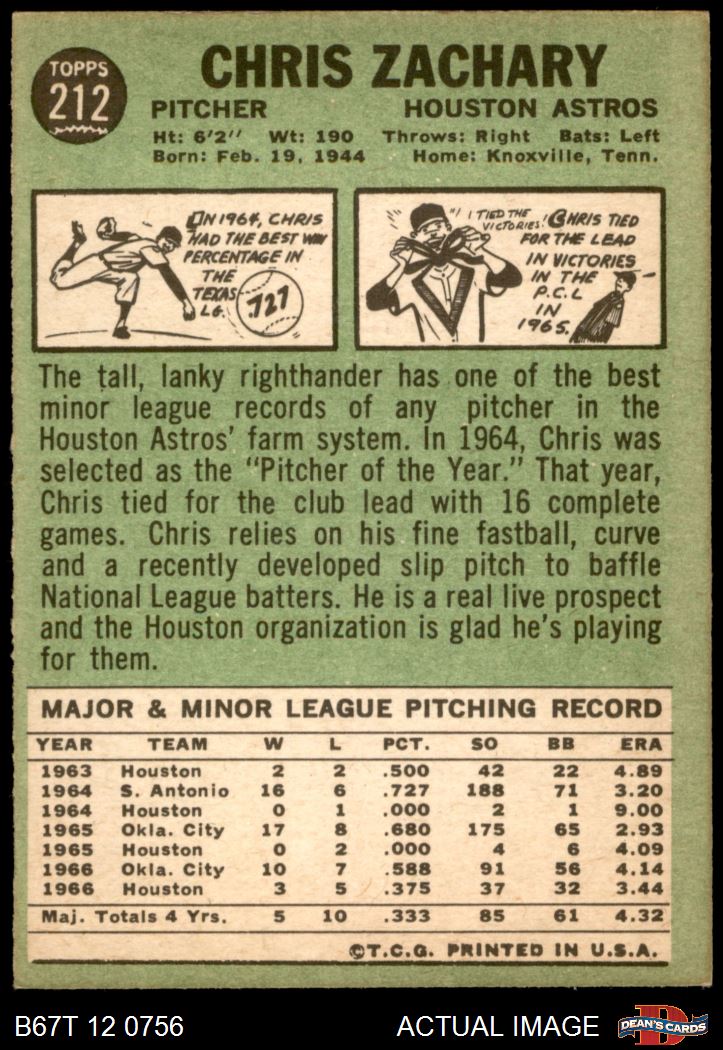 TOPPS
212
CHRIS ZACHARY
PITCHER HOUSTON ASTROS
Ht: 6'2" Wt: 190 Throws: Right Bats: Left
Born: Feb. 19, 1944 Home: Knoxville, Tenn.
IN 1964, CHRIS
HAD THE BEST WIN
PERCENTAGE IN
THE
TEXAS
LG.
.727
"I TIED THE
VICTORIES!
CHRIS TIED
FOR THE LEAD
IN VICTORIES
IN THE
P.C.L
IN
1965.
The tall, lanky righthander has one of the best
minor league records of any pitcher in the
Houston Astros' farm system. In 1964, Chris was
selected as the "Pitcher of the Year." That year,
Chris tied for the club lead with 16 complete
games. Chris relies on his fine fastball, curve
and a recently developed slip pitch to baffle
National League batters. He is a real live prospect
and the Houston organization is glad he's playing
for them.
MAJOR & MINOR LEAGUE PITCHING RECORD
YEAR TEAM W L PCT. SO BB ERA
1963 Houston 2 2 .500 42 22 4.89
1964 S. Antonio 16 6 .727 188 71 3.20
1964 Houston 0 1 .000 2 1 9.00
1965 Okla. City 17 8 .680 175 65 2.93
1965 Houston 0 2 .000 4 6 4.09
1966 Okla. City 10 7 .588 91 56 4.14
1966 Houston 3 5 .375 37 32 3.44
Maj. Totals 4 Yrs. 5 10 .333 85 61 4.32
©T.C.G. PRINTED IN U.S.A.
B67T 12 0756 ACTUAL IMAGE
D
DEAN'S CARDS